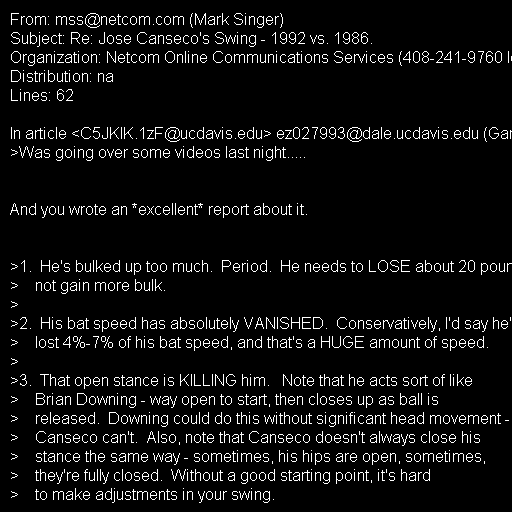 From: mss@netcom.com (Mark Singer)
Subject: Re: Jose Canseco's Swing - 1992 vs. 1986.
Organization: Netcom Online Communications Services (408-241-9760
Distribution: na
Lines: 62
In article <C5JKIK.1zF@ucdavis.edu> ez027993@dale.ucdavis.edu
>Was going over some videos last night.....
And you wrote an *excellent* report about it.
>1.  He's bulked up too much.  Period.  He needs to LOSE about 20
>    not gain more bulk.
>
>2.  His bat speed has absolutely VANISHED.  Conservatively, I'd say he'
>    lost 4%-7% of his bat speed, and that's a HUGE amount of speed.
>
>3.  That open stance is KILLING him.   Note that he acts sort of like
>    Brian Downing - way open to start, then closes up as ball is
>    released.  Downing could do this without significant head movement -
>    Canseco can't.  Also, note that Canseco doesn't always close his
>    stance the same way - sometimes, his hips are open, sometimes,
>    they're fully closed.  Without a good starting point, it's hard
>    to make adjustments in your swing.